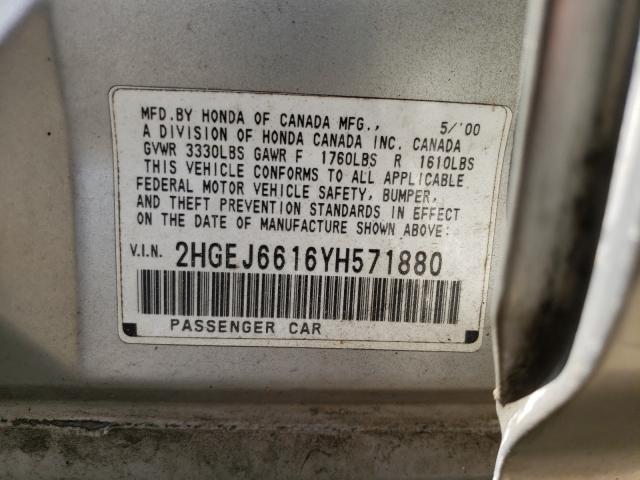 MFD.BY HONDA OF CANADA MFG., 5/'00
A DIVISION OF HONDA CANADA INC. CANADA
GVWR 3330LBS GAWR F 1760LBS R 1610LBS
THIS VEHICLE CONFORMS TO ALL APPLICABLE
FEDERAL MOTOR VEHICLE SAFETY, BUMPER,
AND THEFT PREVENTION STANDARDS IN EFFECT
ON THE DATE OF MANUFACTURE SHOWN ABOVE:
V.I.N. 2HGEJ6616YH571880
PASSENGER CAR